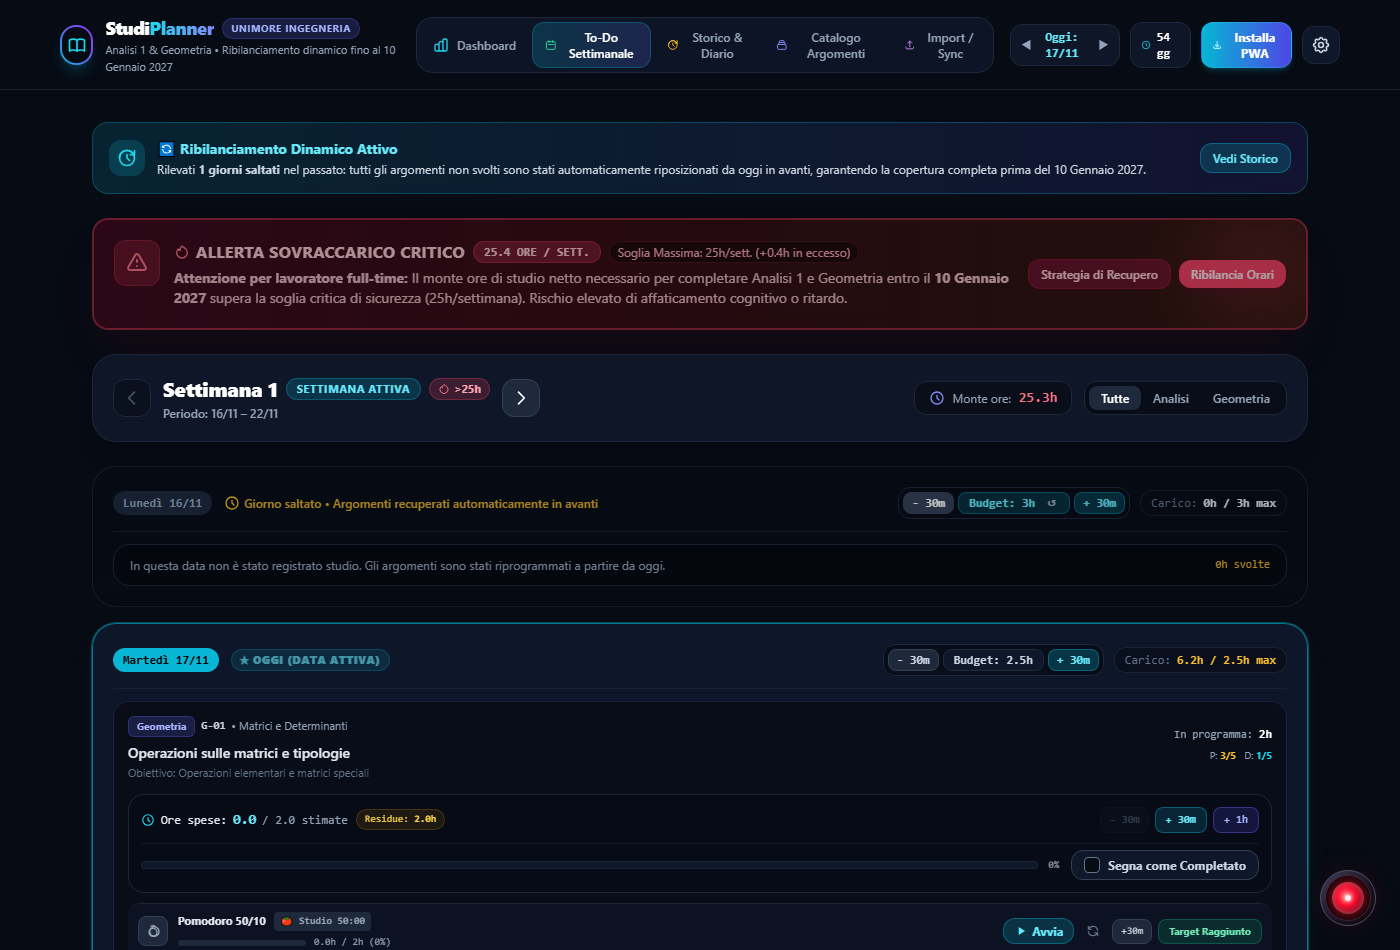 StudiPlanner UNIMORE INGEGNERIA
Analisi 1 & Geometria • Ribilanciamento dinamico fino al 10
Gennaio 2027
Dashboard
To-Do
Settimanale
Storico &
Diario
Catalogo
Argomenti
Import /
Sync
◀ Oggi: ▶
17/11
54
gg
Installa
PWA
🔄 Ribilanciamento Dinamico Attivo
Rilevati 1 giorni saltati nel passato: tutti gli argomenti non svolti sono stati automaticamente riposizionati da oggi in avanti, garantendo la copertura completa prima del 10 Gennaio 2027.
Vedi Storico
ALLERTA SOVRACCARICO CRITICO 25.4 ORE / SETT. Soglia Massima: 25h/sett. (+0.4h in eccesso)
Attenzione per lavoratore full-time: Il monte ore di studio netto necessario per completare Analisi 1 e Geometria entro il 10 Gennaio
2027 supera la soglia critica di sicurezza (25h/settimana). Rischio elevato di affaticamento cognitivo o ritardo.
Strategia di Recupero Ribilancia Orari
Settimana 1 SETTIMANA ATTIVA >25h
Periodo: 16/11 – 22/11
Monte ore: 25.3h Tutte Analisi Geometria
Lunedì 16/11 Giorno saltato • Argomenti recuperati automaticamente in avanti - 30m Budget: 3h ↺ + 30m Carico: 0h / 3h max
In questa data non è stato registrato studio. Gli argomenti sono stati riprogrammati a partire da oggi. 0h svolte
Martedì 17/11 ★ OGGI (DATA ATTIVA) - 30m Budget: 2.5h + 30m Carico: 6.2h / 2.5h max
Geometria G-01 • Matrici e Determinanti
Operazioni sulle matrici e tipologie
Obiettivo: Operazioni elementari e matrici speciali
In programma: 2h
P: 3/5 D: 1/5
Ore spese: 0.0 / 2.0 stimate Residue: 2.0h - 30m + 30m + 1h
0% Segna come Completato
Pomodoro 50/10 🍅 Studio 50:00
0.0h / 2h (0%)
Avvia +30m Target Raggiunto